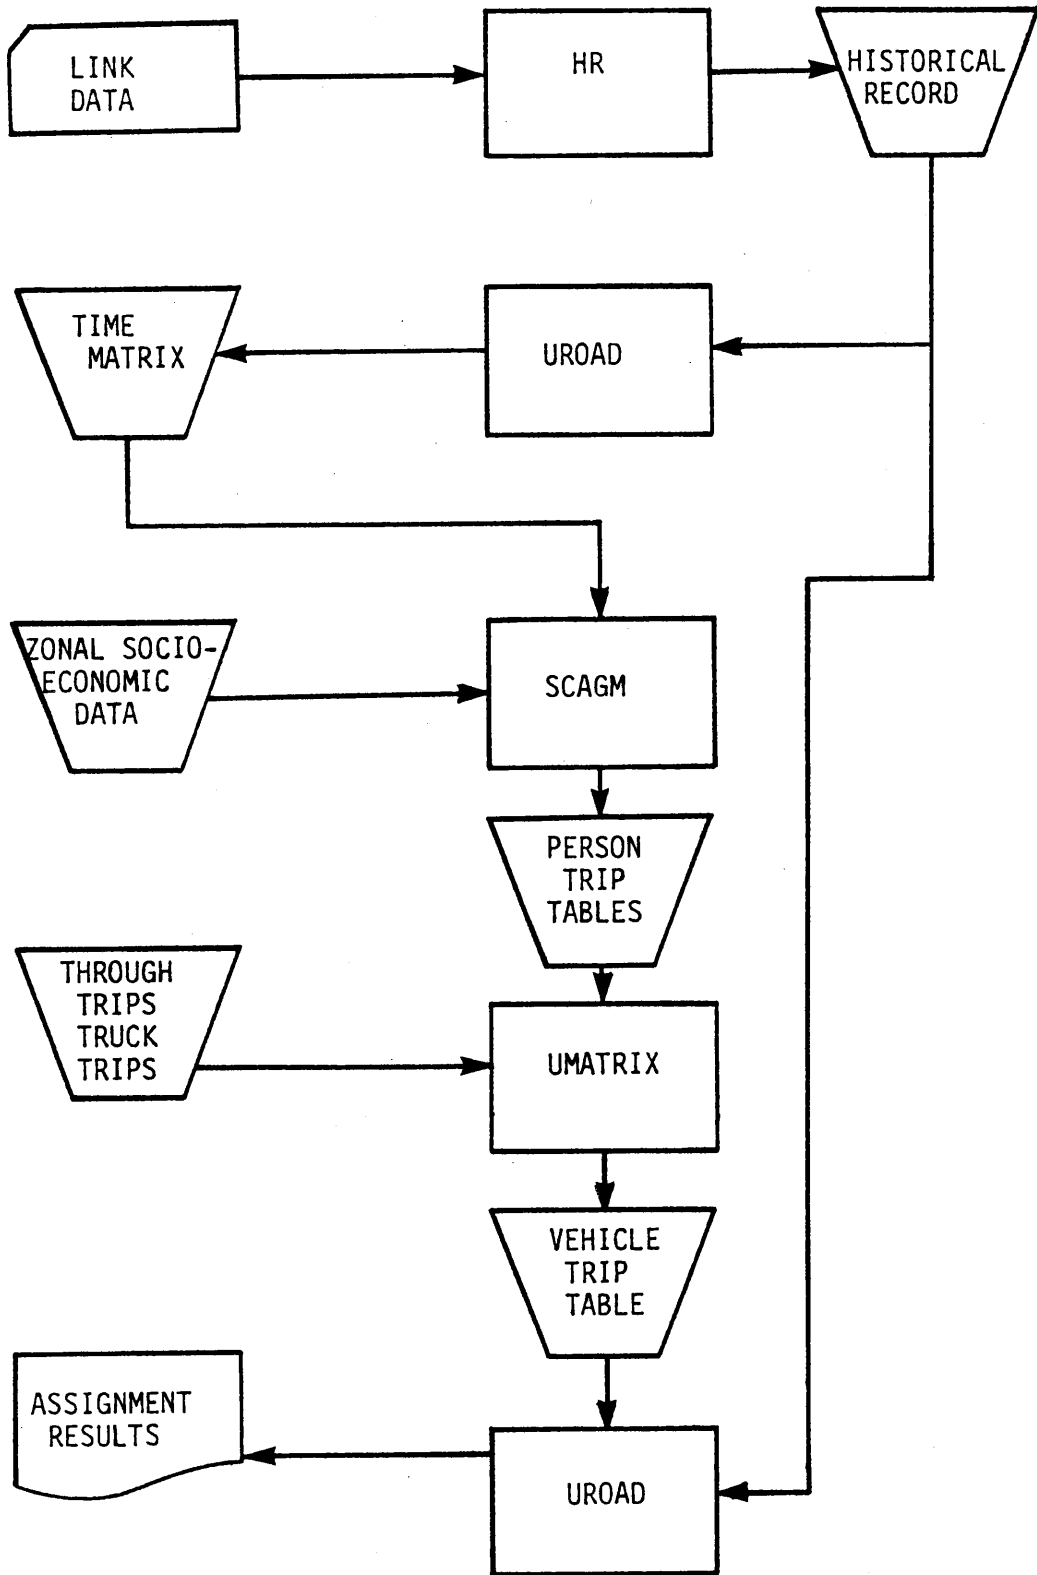 LINK
DATA
HR
HISTORICAL
RECORD
TIME
MATRIX
UROAD
ZONAL SOCIO-
ECONOMIC
DATA
SCAGM
PERSON
TRIP
TABLES
THROUGH
TRIPS
TRUCK
TRIPS
UMATRIX
VEHICLE
TRIP
TABLE
ASSIGNMENT
RESULTS
UROAD